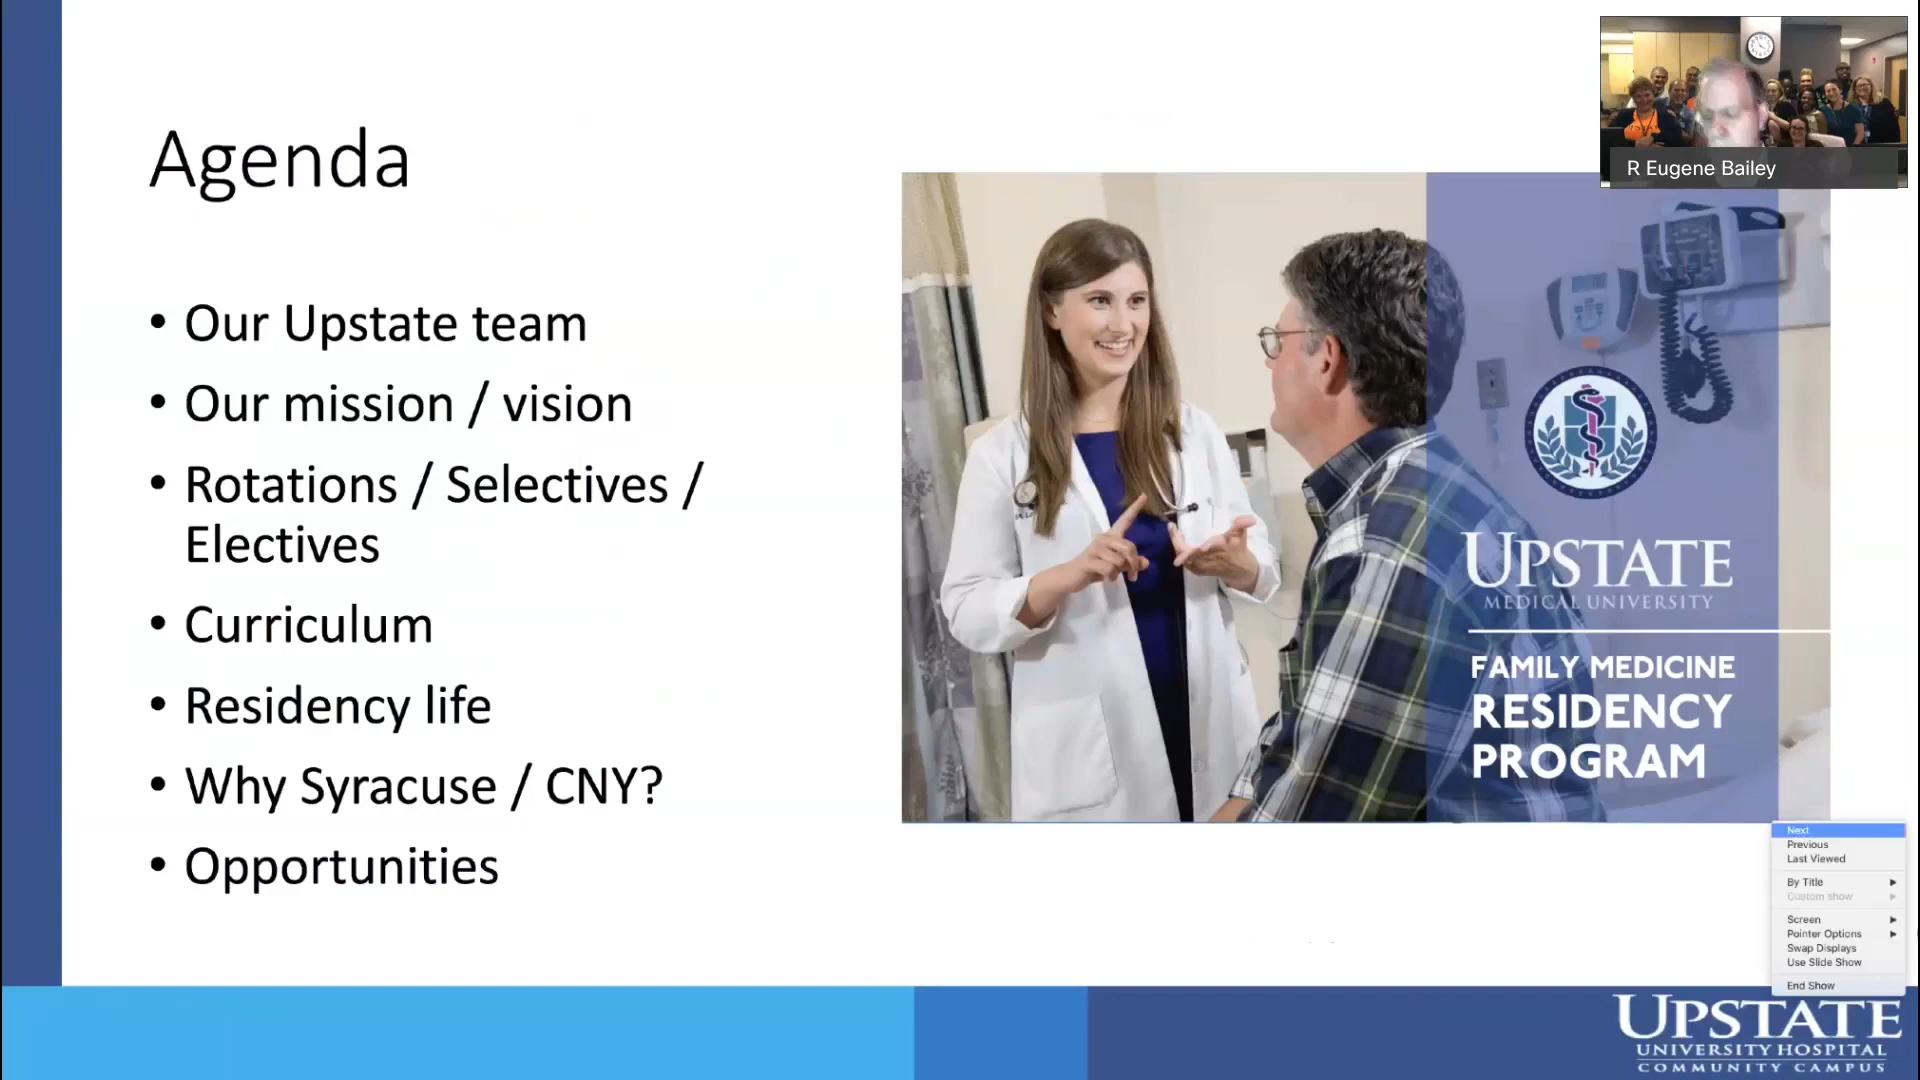 Agenda
• Our Upstate team
• Our mission / vision
• Rotations / Selectives /
Electives
• Curriculum
• Residency life
• Why Syracuse / CNY?
• Opportunities
R Eugene Bailey
UPSTATE
MEDICAL UNIVERSITY
FAMILY MEDICINE
RESIDENCY
PROGRAM
Next
Previous
Last Viewed
By Title
Custom show
Screen
Pointer Options
Swap Displays
Use Slide Show
End Show
UPSTATE
UNIVERSITY HOSPITAL
COMMUNITY CAMPUS